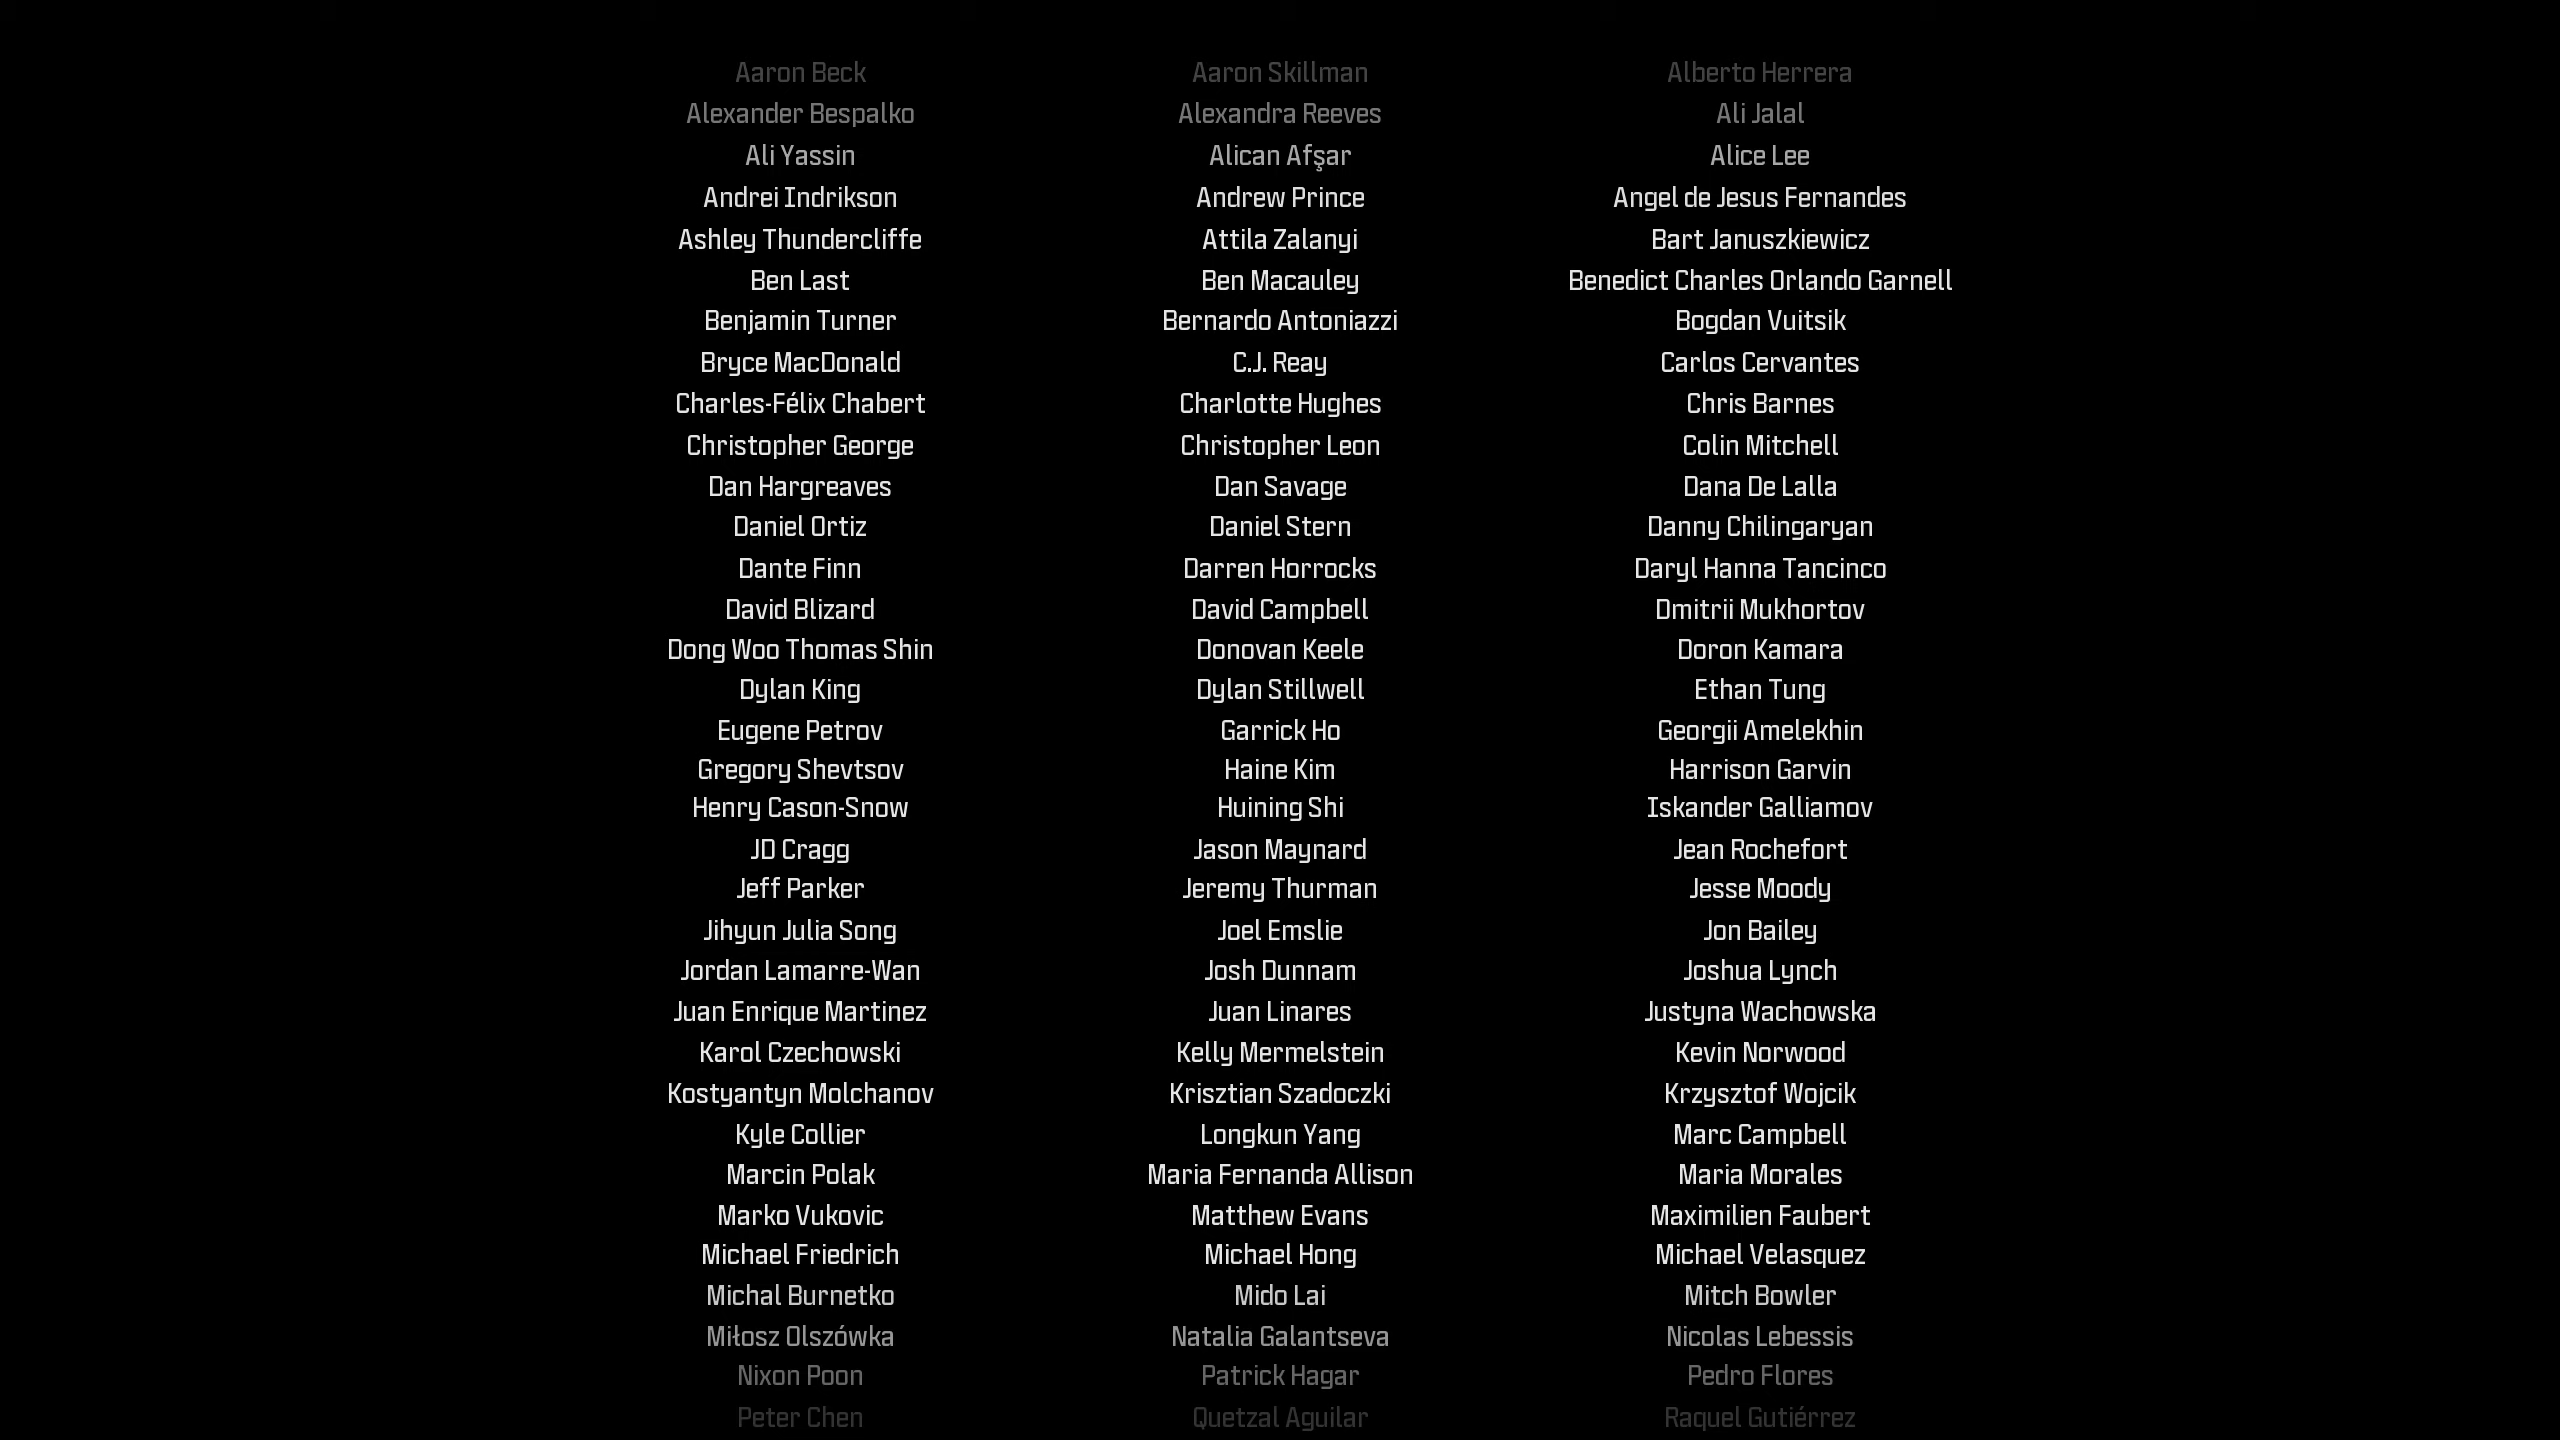 Aaron Beck Aaron Skillman Alberto Herrera
Alexander Bespalko Alexandra Reeves Ali Jalal
Ali Yassin Alican Afşar Alice Lee
Andrei Indrikson Andrew Prince Angel de Jesus Fernandes
Ashley Thundercliffe Attila Zalanyi Bart Januszkiewicz
Ben Last Ben Macauley Benedict Charles Orlando Garnell
Benjamin Turner Bernardo Antoniazzi Bogdan Vuitsik
Bryce MacDonald C.J. Reay Carlos Cervantes
Charles-Félix Chabert Charlotte Hughes Chris Barnes
Christopher George Christopher Leon Colin Mitchell
Dan Hargreaves Dan Savage Dana De Lalla
Daniel Ortiz Daniel Stern Danny Chilingaryan
Dante Finn Darren Horrocks Daryl Hanna Tancinco
David Blizard David Campbell Dmitrii Mukhortov
Dong Woo Thomas Shin Donovan Keele Doron Kamara
Dylan King Dylan Stillwell Ethan Tung
Eugene Petrov Garrick Ho Georgii Amelekhin
Gregory Shevtsov Haine Kim Harrison Garvin
Henry Cason-Snow Huining Shi Iskander Galliamov
JD Cragg Jason Maynard Jean Rochefort
Jeff Parker Jeremy Thurman Jesse Moody
Jihyun Julia Song Joel Emslie Jon Bailey
Jordan Lamarre-Wan Josh Dunnam Joshua Lynch
Juan Enrique Martinez Juan Linares Justyna Wachowska
Karol Czechowski Kelly Mermelstein Kevin Norwood
Kostyantyn Molchanov Krisztian Szadoczki Krzysztof Wojcik
Kyle Collier Longkun Yang Marc Campbell
Marcin Polak Maria Fernanda Allison Maria Morales
Marko Vukovic Matthew Evans Maximilien Faubert
Michael Friedrich Michael Hong Michael Velasquez
Michal Burnetko Mido Lai Mitch Bowler
Miłosz Olszówka Natalia Galantseva Nicolas Lebessis
Nixon Poon Patrick Hagar Pedro Flores
Peter Chen Quetzal Aguilar Raquel Gutiérrez